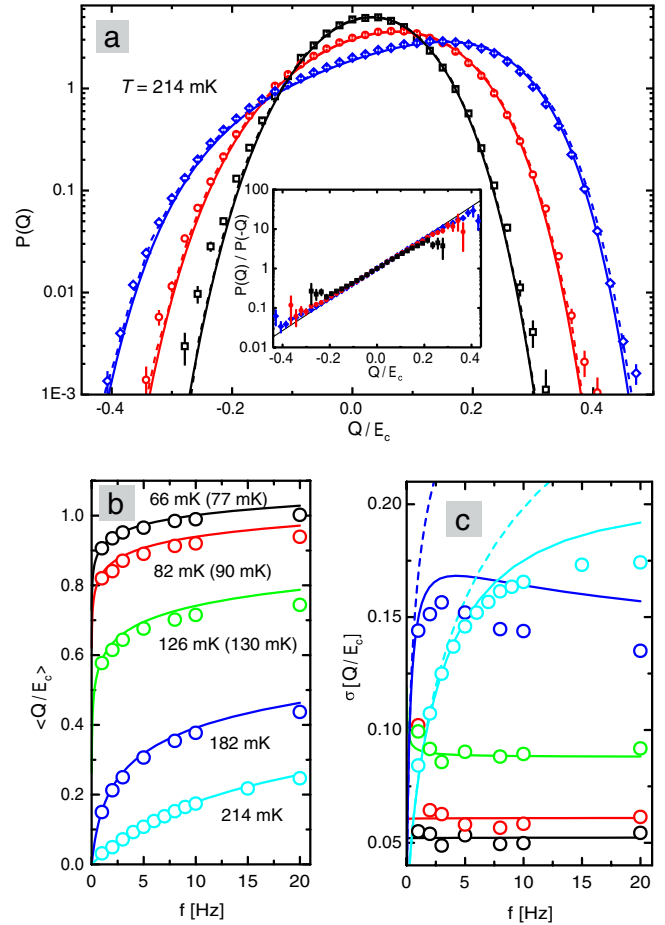 a
T = 214 mK
P(Q)
1
0.1
0.01
1E-3
-0.4
-0.2
0.0
0.2
0.4
Q / E_c
P(Q) / P(-Q)
100
10
1
0.1
0.01
-0.4
-0.2
0.0
0.2
0.4
Q / E_c
b
66 mK (77 mK)
82 mK (90 mK)
126 mK (130 mK)
182 mK
214 mK
<Q/E_c>
1.0
0.8
0.6
0.4
0.2
0.0
0
5
10
15
20
f [Hz]
c
σ [Q/E_c]
0.20
0.15
0.10
0.05
0
5
10
15
20
f [Hz]